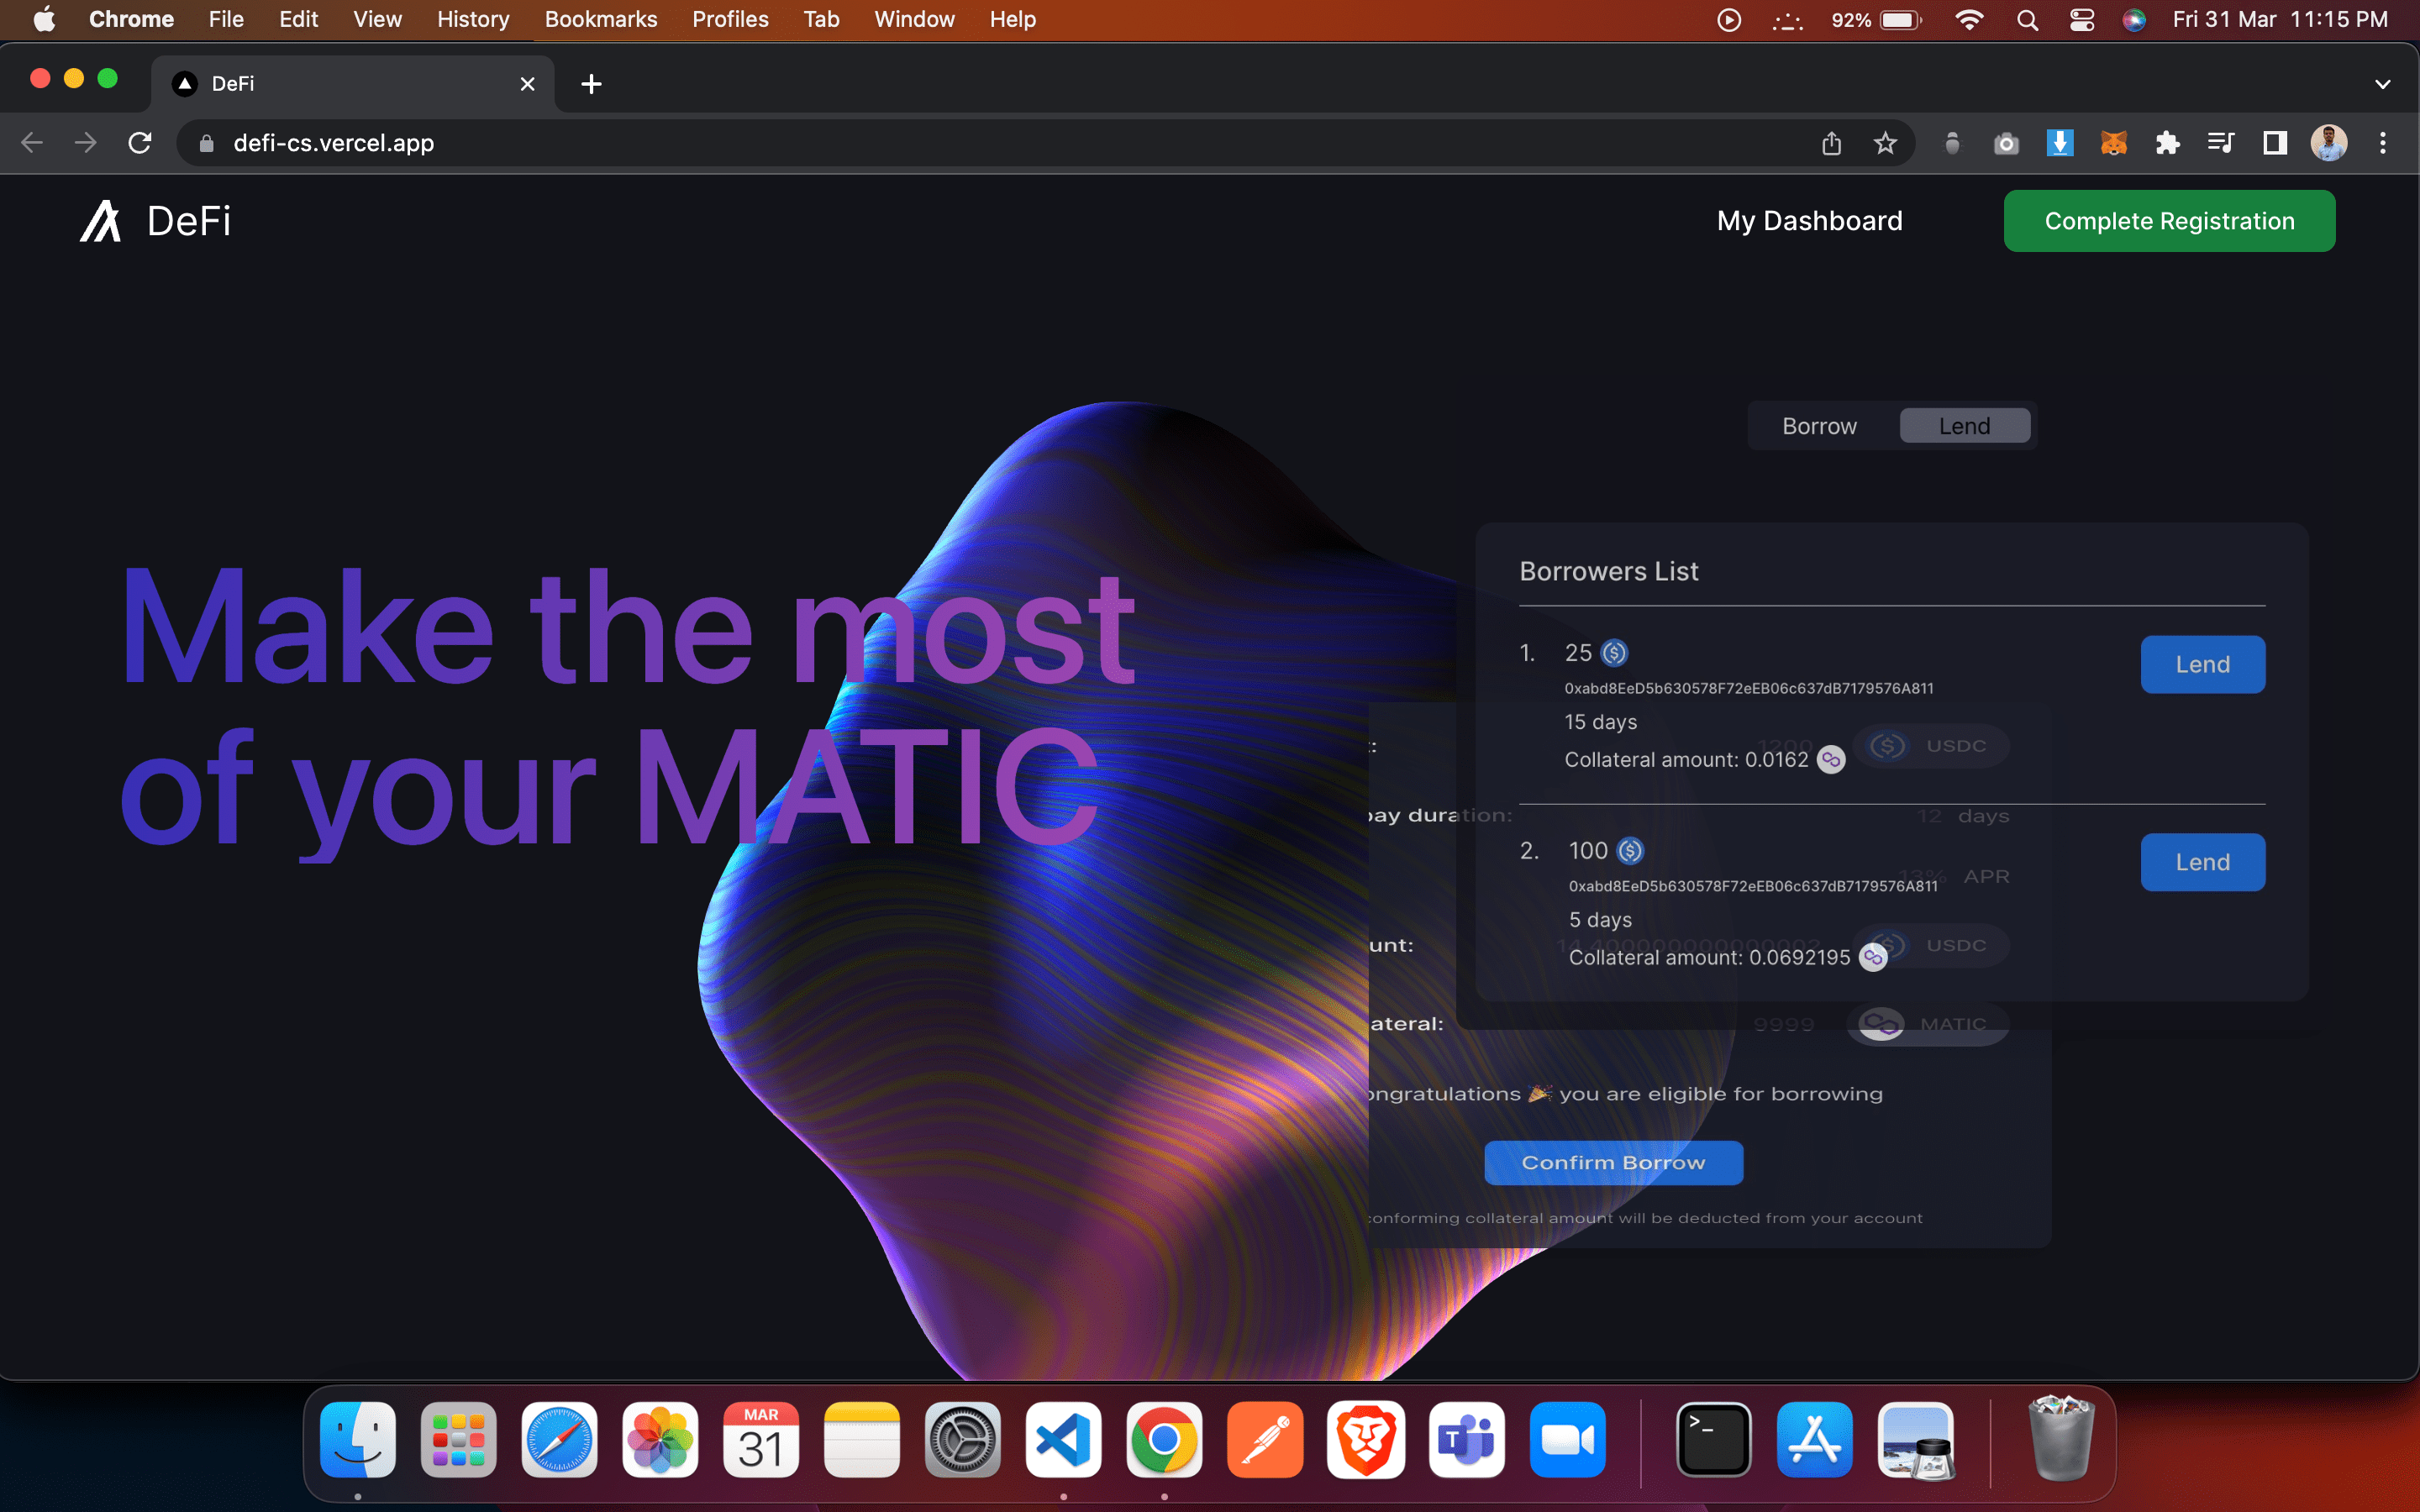 Chrome File Edit View History Bookmarks Profiles Tab Window Help
92% Fri 31 Mar 11:15 PM
DeFi
defi-cs.vercel.app
DeFi
My Dashboard
Complete Registration
Borrow Lend
Make the most
of your MATIC
Borrowers List
1. 25
Lend
0xabd8EeD5b630578F72eEB06c637dB7179576A811
15 days
1200 USDC
Collateral amount: 0.0162
pay duration: 12 days
2. 100
Lend
13% APR
0xabd8EeD5b630578F72eEB06c637dB7179576A811
5 days
unt: 14.400000000000002 USDC
Collateral amount: 0.0692195
ateral: 9999 MATIC
ongratulations 🎉 you are eligible for borrowing
Confirm Borrow
conforming collateral amount will be deducted from your account
MAR
31